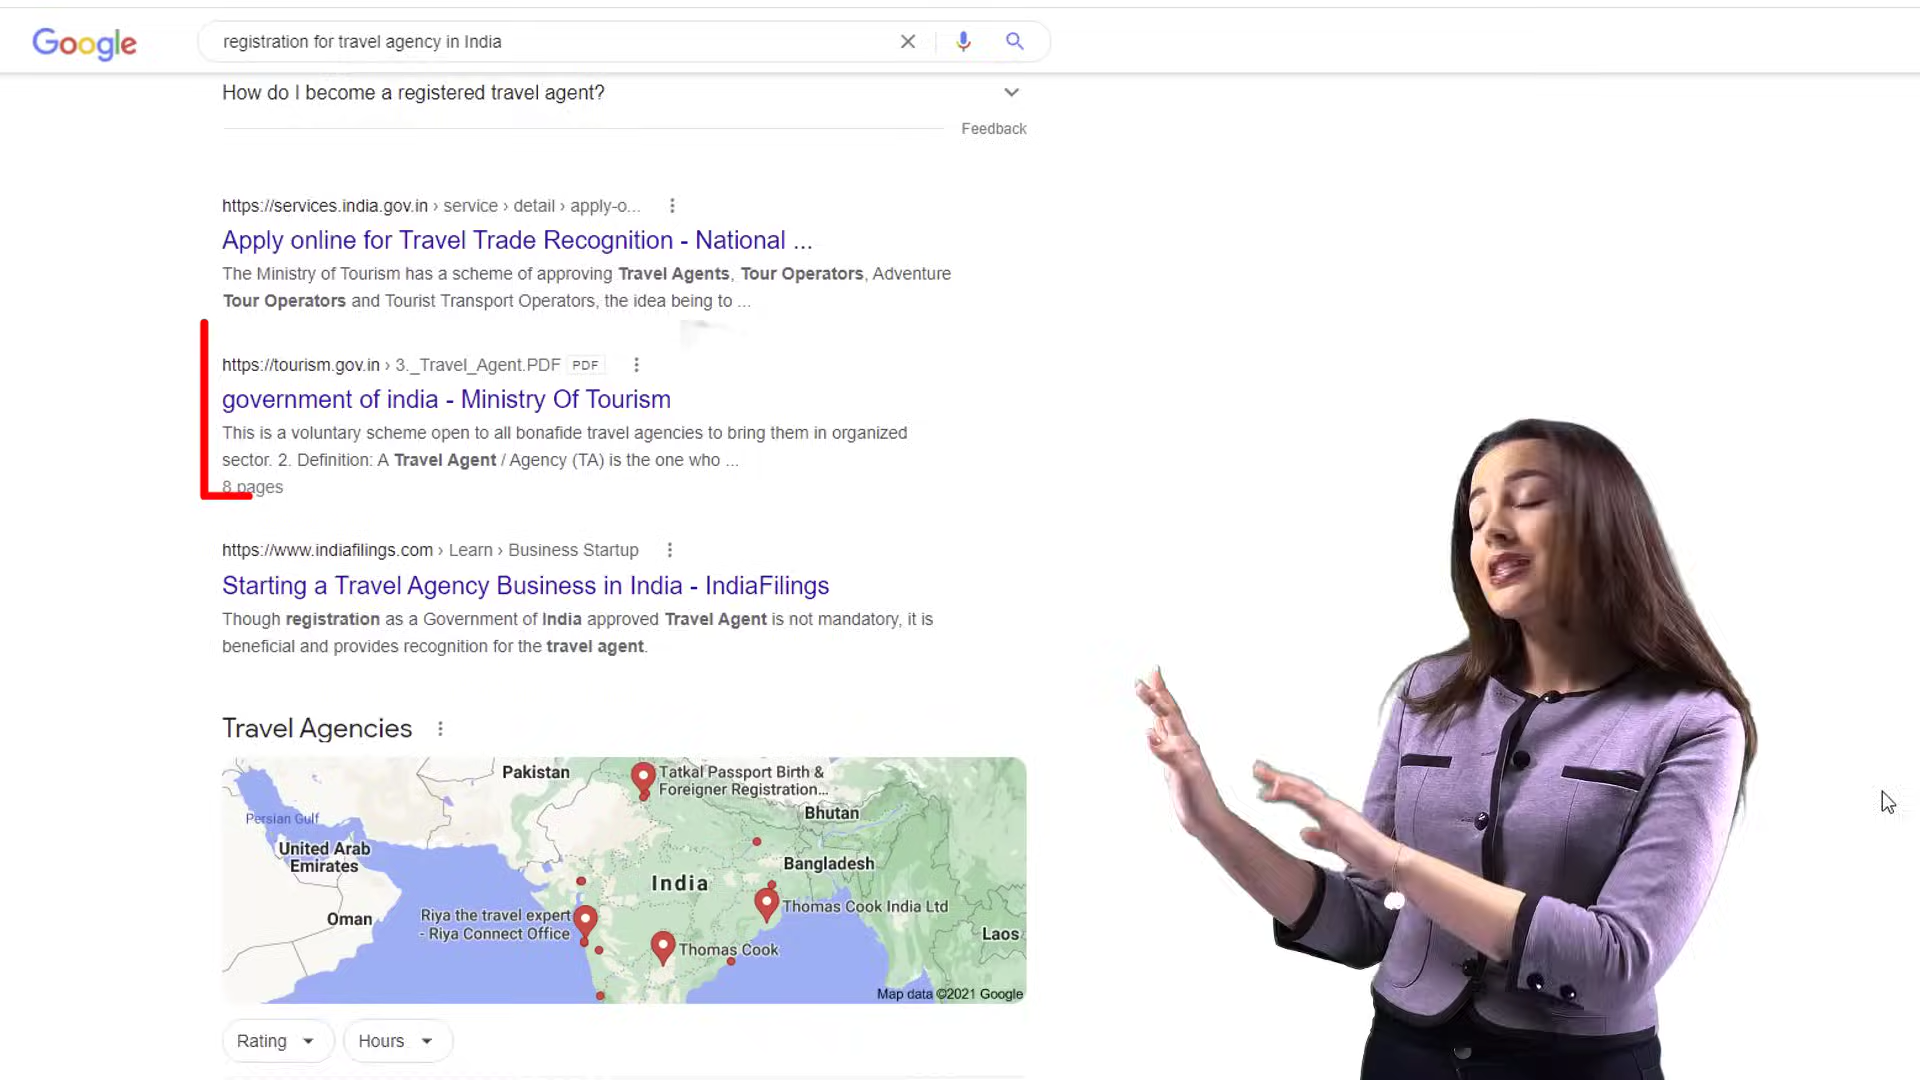 Google
registration for travel agency in India
How do I become a registered travel agent?
Feedback
https://services.india.gov.in › service › detail › apply-o...
Apply online for Travel Trade Recognition - National ...
The Ministry of Tourism has a scheme of approving Travel Agents, Tour Operators, Adventure
Tour Operators and Tourist Transport Operators, the idea being to ...
https://tourism.gov.in › 3._Travel_Agent.PDF PDF
government of india - Ministry Of Tourism
This is a voluntary scheme open to all bonafide travel agencies to bring them in organized
sector. 2. Definition: A Travel Agent / Agency (TA) is the one who ...
8 pages
https://www.indiafilings.com › Learn › Business Startup
Starting a Travel Agency Business in India - IndiaFilings
Though registration as a Government of India approved Travel Agent is not mandatory, it is
beneficial and provides recognition for the travel agent.
Travel Agencies
Pakistan
Tatkal Passport Birth &
Foreigner Registration...
Bhutan
Persian Gulf
United Arab
Emirates
Bangladesh
India
Oman
Riya the travel expert
- Riya Connect Office
Thomas Cook India Ltd
Laos
Thomas Cook
Map data ©2021 Google
Rating
Hours